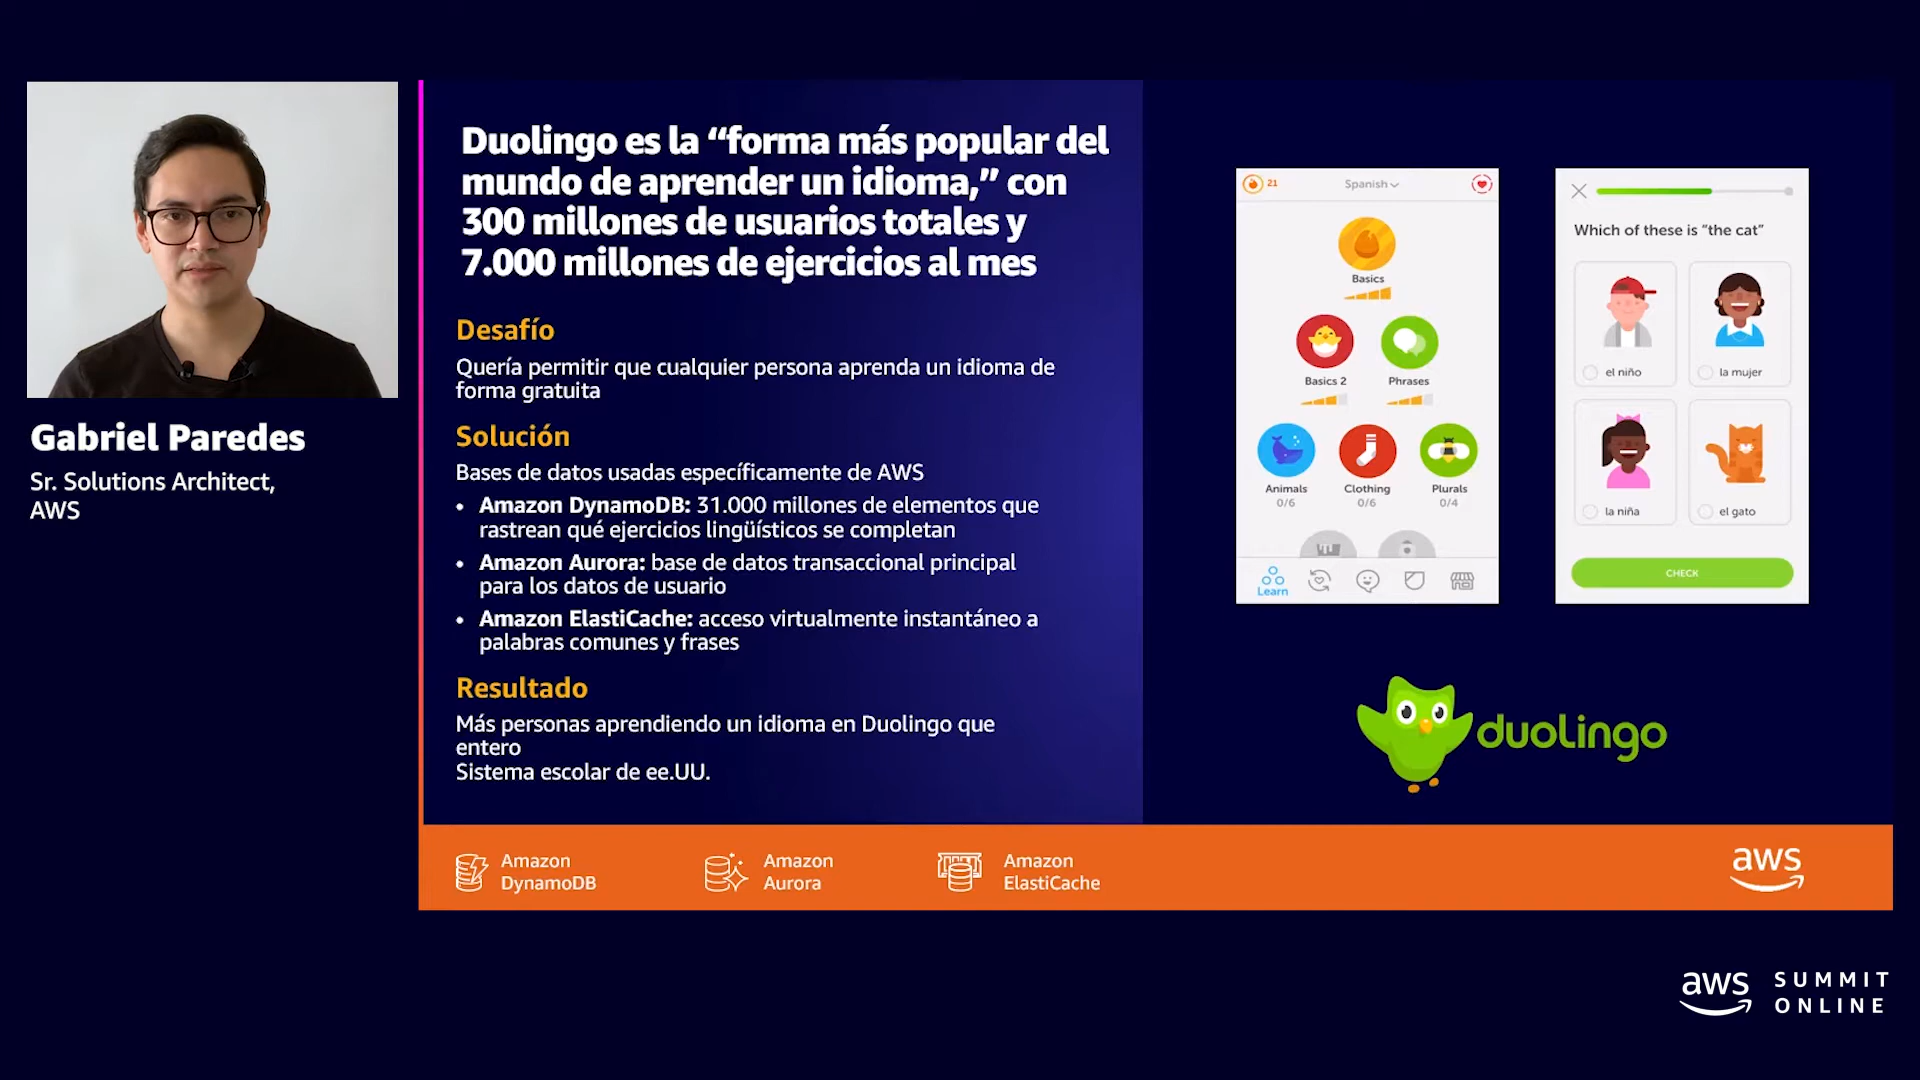 Gabriel Paredes
Sr. Solutions Architect,
AWS
Duolingo es la “forma más popular del
mundo de aprender un idioma,” con
300 millones de usuarios totales y
7.000 millones de ejercicios al mes
Desafío
Quería permitir que cualquier persona aprenda un idioma de
forma gratuita
Solución
Bases de datos usadas específicamente de AWS
• Amazon DynamoDB: 31.000 millones de elementos que
rastrean qué ejercicios lingüísticos se completan
• Amazon Aurora: base de datos transaccional principal
para los datos de usuario
• Amazon ElastiCache: acceso virtualmente instantáneo a
palabras comunes y frases
Resultado
Más personas aprendiendo un idioma en Duolingo que
entero
Sistema escolar de ee.UU.
21
Spanish
Basics
Basics 2
Phrases
Animals
0/6
Clothing
0/6
Plurals
0/4
Learn
Which of these is “the cat”
el niño
la mujer
la niña
el gato
CHECK
duolingo
Amazon
DynamoDB
Amazon
Aurora
Amazon
ElastiCache
aws
aws
SUMMIT
ONLINE